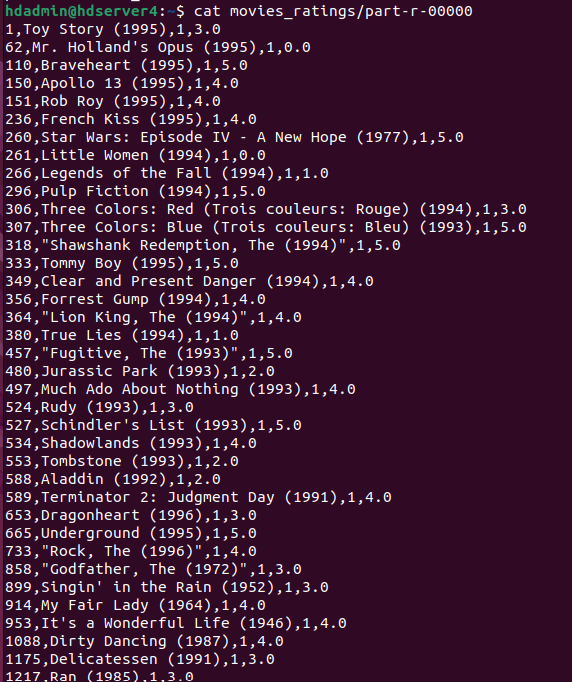 hdadmin@hdserver4:~$ cat movies_ratings/part-r-00000
1,Toy Story (1995),1,3.0
62,Mr. Holland's Opus (1995),1,0.0
110,Braveheart (1995),1,5.0
150,Apollo 13 (1995),1,4.0
151,Rob Roy (1995),1,4.0
236,French Kiss (1995),1,4.0
260,Star Wars: Episode IV - A New Hope (1977),1,5.0
261,Little Women (1994),1,0.0
266,Legends of the Fall (1994),1,1.0
296,Pulp Fiction (1994),1,5.0
306,Three Colors: Red (Trois couleurs: Rouge) (1994),1,3.0
307,Three Colors: Blue (Trois couleurs: Bleu) (1993),1,5.0
318,"Shawshank Redemption, The (1994)",1,5.0
333,Tommy Boy (1995),1,5.0
349,Clear and Present Danger (1994),1,4.0
356,Forrest Gump (1994),1,4.0
364,"Lion King, The (1994)",1,4.0
380,True Lies (1994),1,1.0
457,"Fugitive, The (1993)",1,5.0
480,Jurassic Park (1993),1,2.0
497,Much Ado About Nothing (1993),1,4.0
524,Rudy (1993),1,3.0
527,Schindler's List (1993),1,5.0
534,Shadowlands (1993),1,4.0
553,Tombstone (1993),1,2.0
588,Aladdin (1992),1,2.0
589,Terminator 2: Judgment Day (1991),1,4.0
653,Dragonheart (1996),1,3.0
665,Underground (1995),1,5.0
733,"Rock, The (1996)",1,4.0
858,"Godfather, The (1972)",1,3.0
899,Singin' in the Rain (1952),1,3.0
914,My Fair Lady (1964),1,4.0
953,It's a Wonderful Life (1946),1,4.0
1088,Dirty Dancing (1987),1,4.0
1175,Delicatessen (1991),1,3.0
1217,Ran (1985),1,3.0